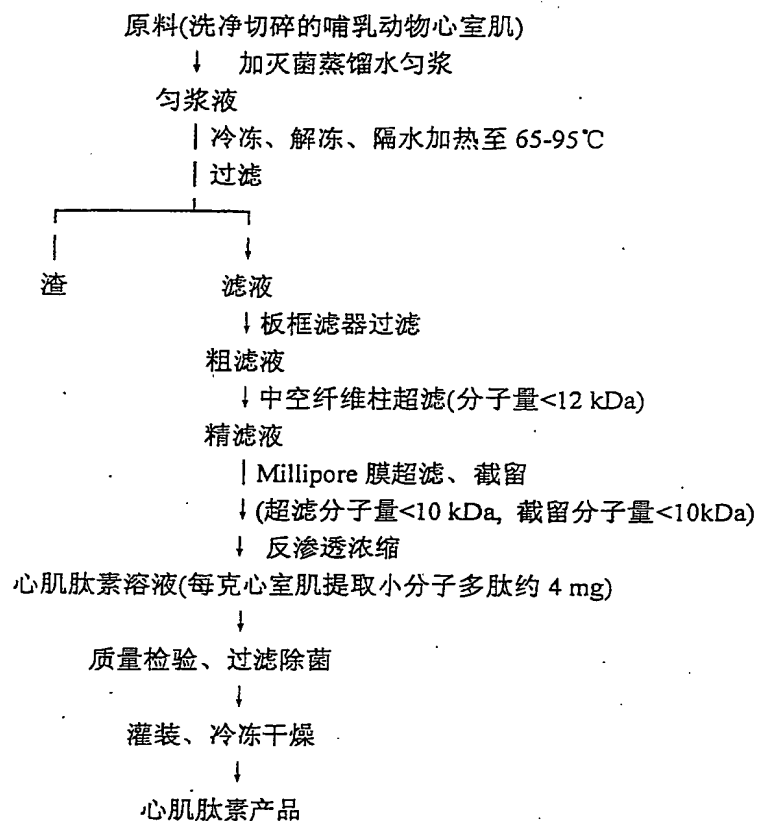 原料(洗净切碎的哺乳动物心室肌)
加灭菌蒸馏水匀浆
匀浆液
冷冻、解冻、隔水加热至 65-95℃
过滤
渣 滤液
板框滤器过滤
粗滤液
中空纤维柱超滤(分子量<12 kDa)
精滤液
Millipore 膜超滤、截留
(超滤分子量<10 kDa, 截留分子量<10kDa)
反渗透浓缩
心肌肽素溶液(每克心室肌提取小分子多肽约 4 mg)
质量检验、过滤除菌
灌装、冷冻干燥
心肌肽素产品